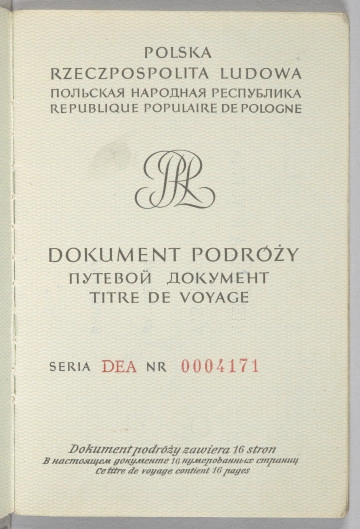 POLSKA
RZECZPOSPOLITA LUDOWA
ПОЛЬСКАЯ НАРОДНАЯ РЕСПУБЛИКА
REPUBLIQUE POPULAIRE DE POLOGNE
PRL
DOKUMENT PODRÓŻY
ПУТЕВОЙ ДОКУМЕНТ
TITRE DE VOYAGE
SERIA DEA NR 0004171
Dokument podróży zawiera 16 stron
В настоящем документе 16 нумерованных страниц
Ce titre de voyage contient 16 pages